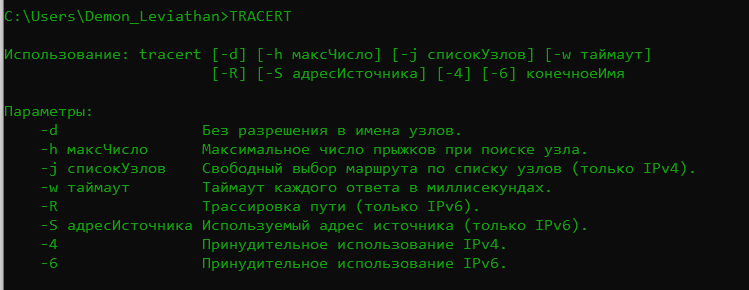 C:\Users\Demon_Leviathan>TRACERT
Использование: tracert [-d] [-h максЧисло] [-j списокУзлов] [-w таймаут]
[-R] [-S адресИсточника] [-4] [-6] конечноеИмя
Параметры:
-d Без разрешения в имена узлов.
-h максЧисло Максимальное число прыжков при поиске узла.
-j списокУзлов Свободный выбор маршрута по списку узлов (только IPv4).
-w таймаут Таймаут каждого ответа в миллисекундах.
-R Трассировка пути (только IPv6).
-S адресИсточника Используемый адрес источника (только IPv6).
-4 Принудительное использование IPv4.
-6 Принудительное использование IPv6.